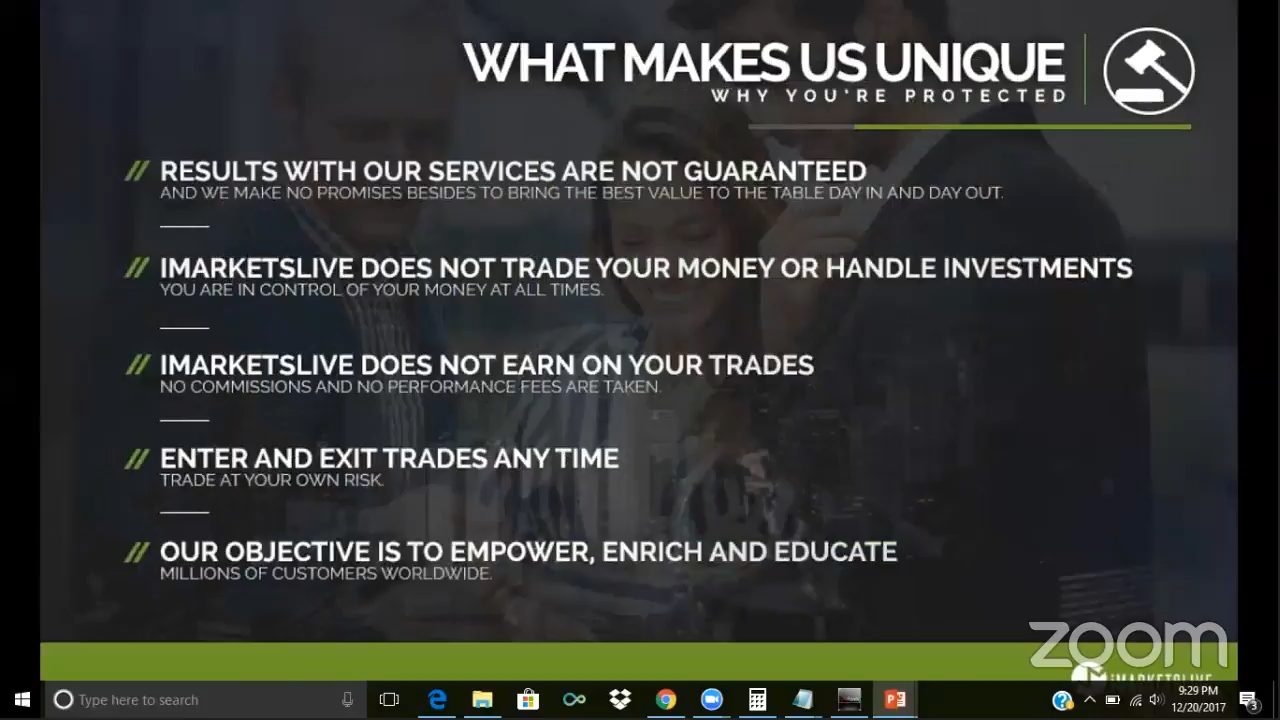 WHAT MAKES US UNIQUE
WHY YOU'RE PROTECTED
RESULTS WITH OUR SERVICES ARE NOT GUARANTEED
AND WE MAKE NO PROMISES BESIDES TO BRING THE BEST VALUE TO THE TABLE DAY IN AND DAY OUT.
IMARKETSLIVE DOES NOT TRADE YOUR MONEY OR HANDLE INVESTMENTS
YOU ARE IN CONTROL OF YOUR MONEY AT ALL TIMES.
IMARKETSLIVE DOES NOT EARN ON YOUR TRADES
NO COMMISSIONS AND NO PERFORMANCE FEES ARE TAKEN.
ENTER AND EXIT TRADES ANY TIME
TRADE AT YOUR OWN RISK.
OUR OBJECTIVE IS TO EMPOWER, ENRICH AND EDUCATE
MILLIONS OF CUSTOMERS WORLDWIDE.
zoom
iMARKETSLIVE
Type here to search
9:29 PM
12/20/2017
3